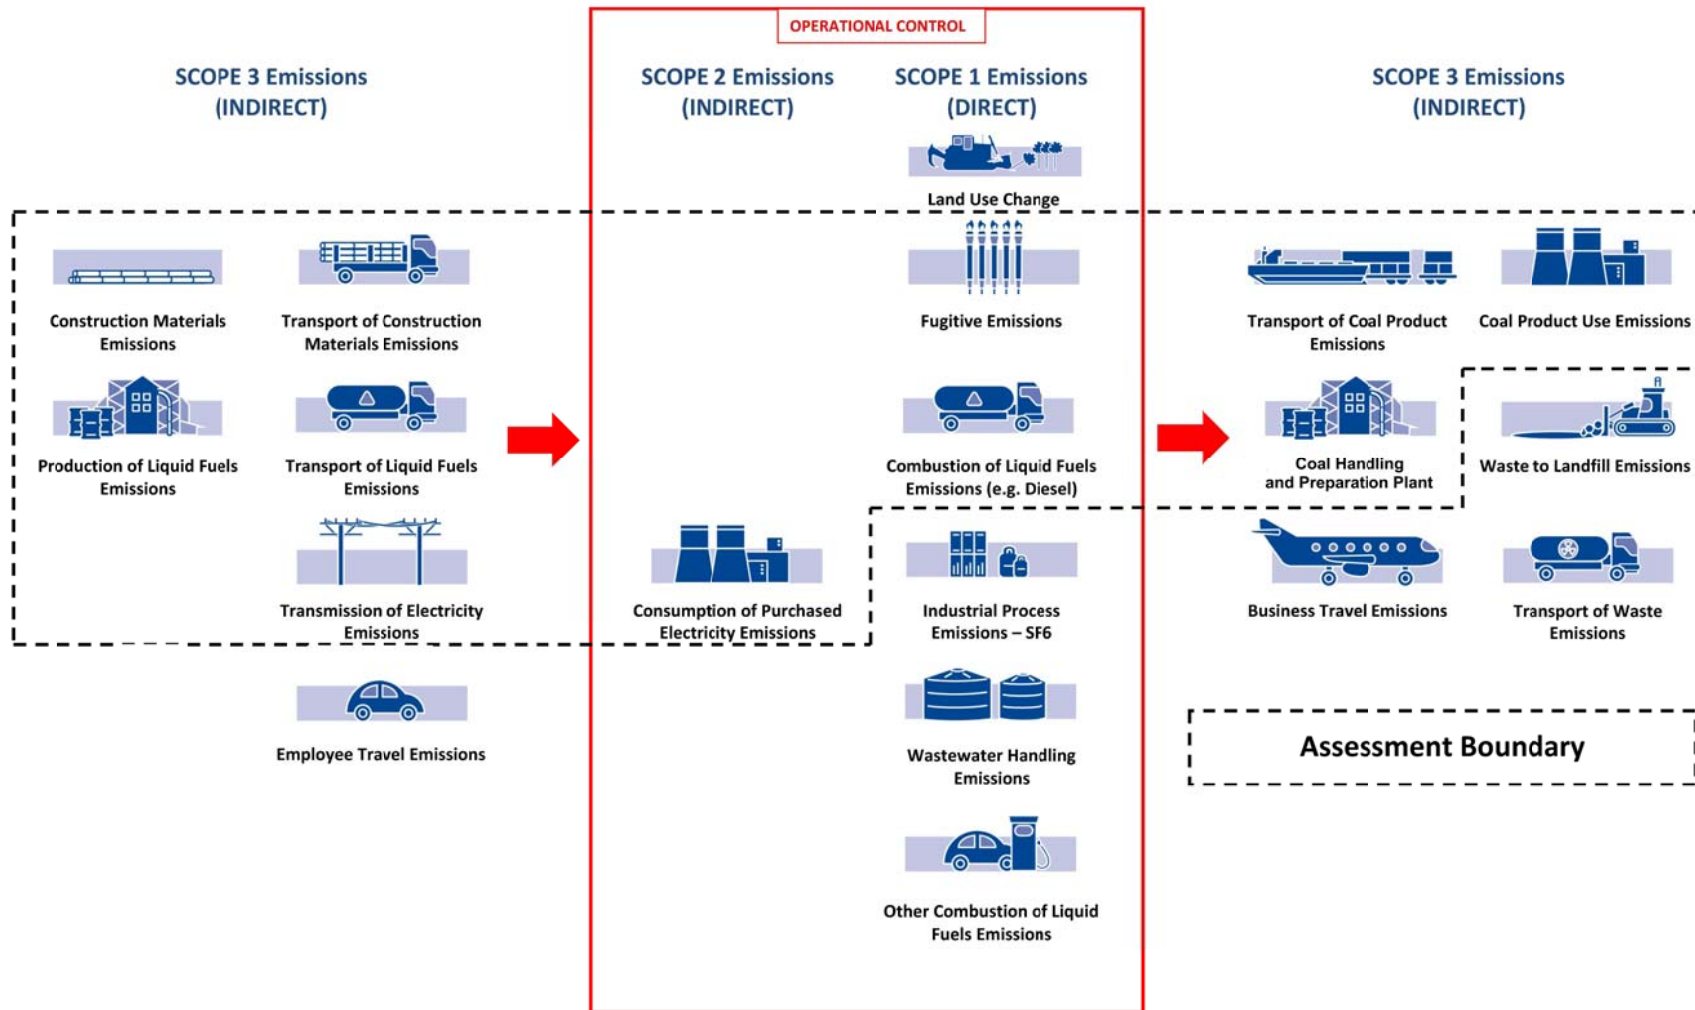 OPERATIONAL CONTROL
SCOPE 3 Emissions
(INDIRECT)
SCOPE 2 Emissions
(INDIRECT)
SCOPE 1 Emissions
(DIRECT)
SCOPE 3 Emissions
(INDIRECT)
Land Use Change
Construction Materials
Emissions
Transport of Construction
Materials Emissions
Fugitive Emissions
Transport of Coal Product
Emissions
Coal Product Use Emissions
Production of Liquid Fuels
Emissions
Transport of Liquid Fuels
Emissions
Combustion of Liquid Fuels
Emissions (e.g. Diesel)
Coal Handling
and Preparation Plant
Waste to Landfill Emissions
Transmission of Electricity
Emissions
Consumption of Purchased
Electricity Emissions
Industrial Process
Emissions – SF6
Business Travel Emissions
Transport of Waste
Emissions
Employee Travel Emissions
Wastewater Handling
Emissions
Assessment Boundary
Other Combustion of Liquid
Fuels Emissions